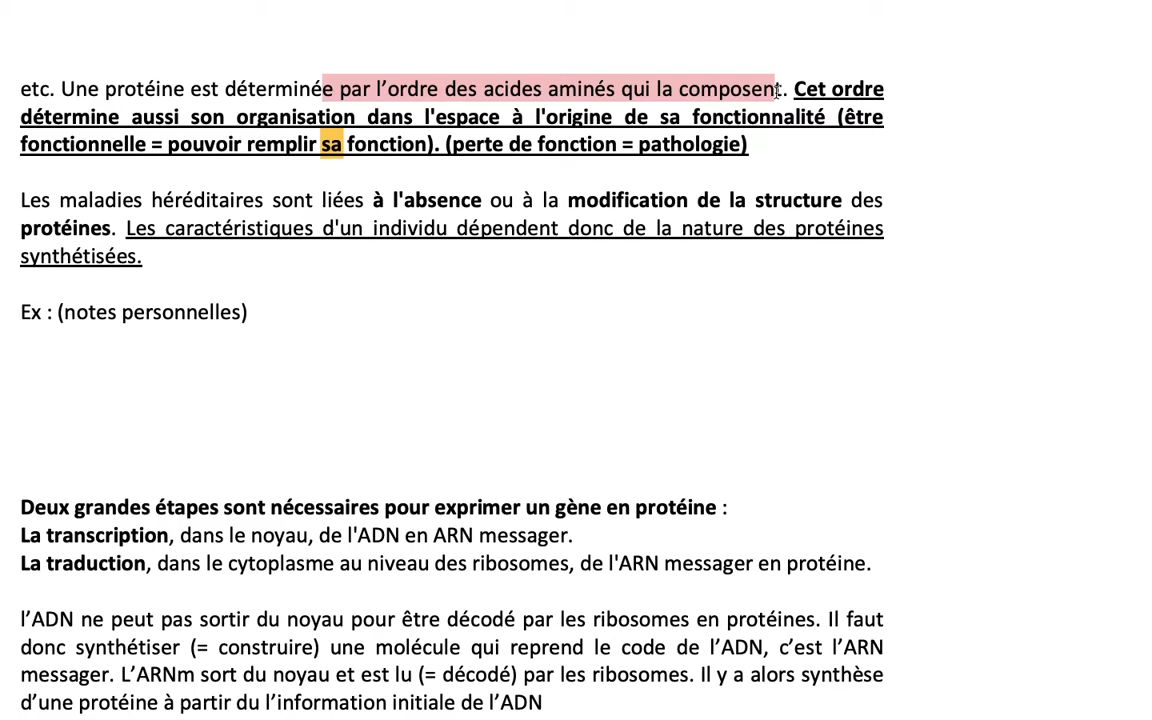 etc. Une protéine est déterminée par l’ordre des acides aminés qui la composent. Cet ordre
détermine aussi son organisation dans l'espace à l'origine de sa fonctionnalité (être
fonctionnelle = pouvoir remplir sa fonction). (perte de fonction = pathologie)
Les maladies héréditaires sont liées à l'absence ou à la modification de la structure des
protéines. Les caractéristiques d'un individu dépendent donc de la nature des protéines
synthétisées.
Ex : (notes personnelles)
Deux grandes étapes sont nécessaires pour exprimer un gène en protéine :
La transcription, dans le noyau, de l'ADN en ARN messager.
La traduction, dans le cytoplasme au niveau des ribosomes, de l'ARN messager en protéine.
l’ADN ne peut pas sortir du noyau pour être décodé par les ribosomes en protéines. Il faut
donc synthétiser (= construire) une molécule qui reprend le code de l’ADN, c’est l’ARN
messager. L’ARNm sort du noyau et est lu (= décodé) par les ribosomes. Il y a alors synthèse
d’une protéine à partir du l’information initiale de l’ADN